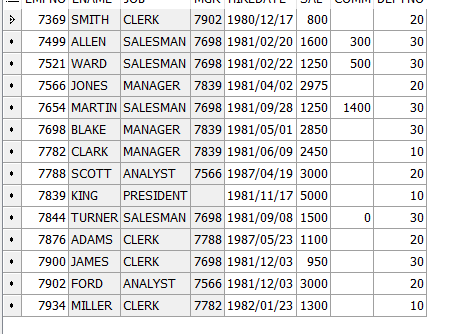 EMPNO ENAME JOB MGR HIREDATE SAL COMM DEPTNO
7369 SMITH CLERK 7902 1980/12/17 800 20
7499 ALLEN SALESMAN 7698 1981/02/20 1600 300 30
7521 WARD SALESMAN 7698 1981/02/22 1250 500 30
7566 JONES MANAGER 7839 1981/04/02 2975 20
7654 MARTIN SALESMAN 7698 1981/09/28 1250 1400 30
7698 BLAKE MANAGER 7839 1981/05/01 2850 30
7782 CLARK MANAGER 7839 1981/06/09 2450 10
7788 SCOTT ANALYST 7566 1987/04/19 3000 20
7839 KING PRESIDENT 1981/11/17 5000 10
7844 TURNER SALESMAN 7698 1981/09/08 1500 0 30
7876 ADAMS CLERK 7788 1987/05/23 1100 20
7900 JAMES CLERK 7698 1981/12/03 950 30
7902 FORD ANALYST 7566 1981/12/03 3000 20
7934 MILLER CLERK 7782 1982/01/23 1300 10